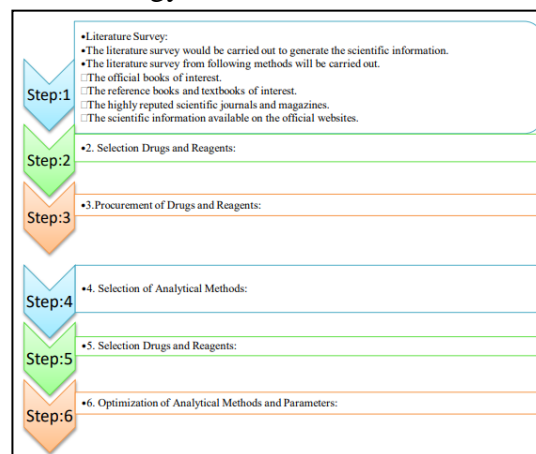 •Literature Survey:
•The literature survey would be carried out to generate the scientific information.
•The literature survey from following methods will be carried out.
□The official books of interest.
□The reference books and textbooks of interest.
□The highly reputed scientific journals and magazines.
□The scientific information available on the official websites.
Step:1
•2. Selection Drugs and Reagents:
Step:2
•3.Procurement of Drugs and Reagents:
Step:3
•4. Selection of Analytical Methods:
Step:4
•5. Selection Drugs and Reagents:
Step:5
•6. Optimization of Analytical Methods and Parameters:
Step:6